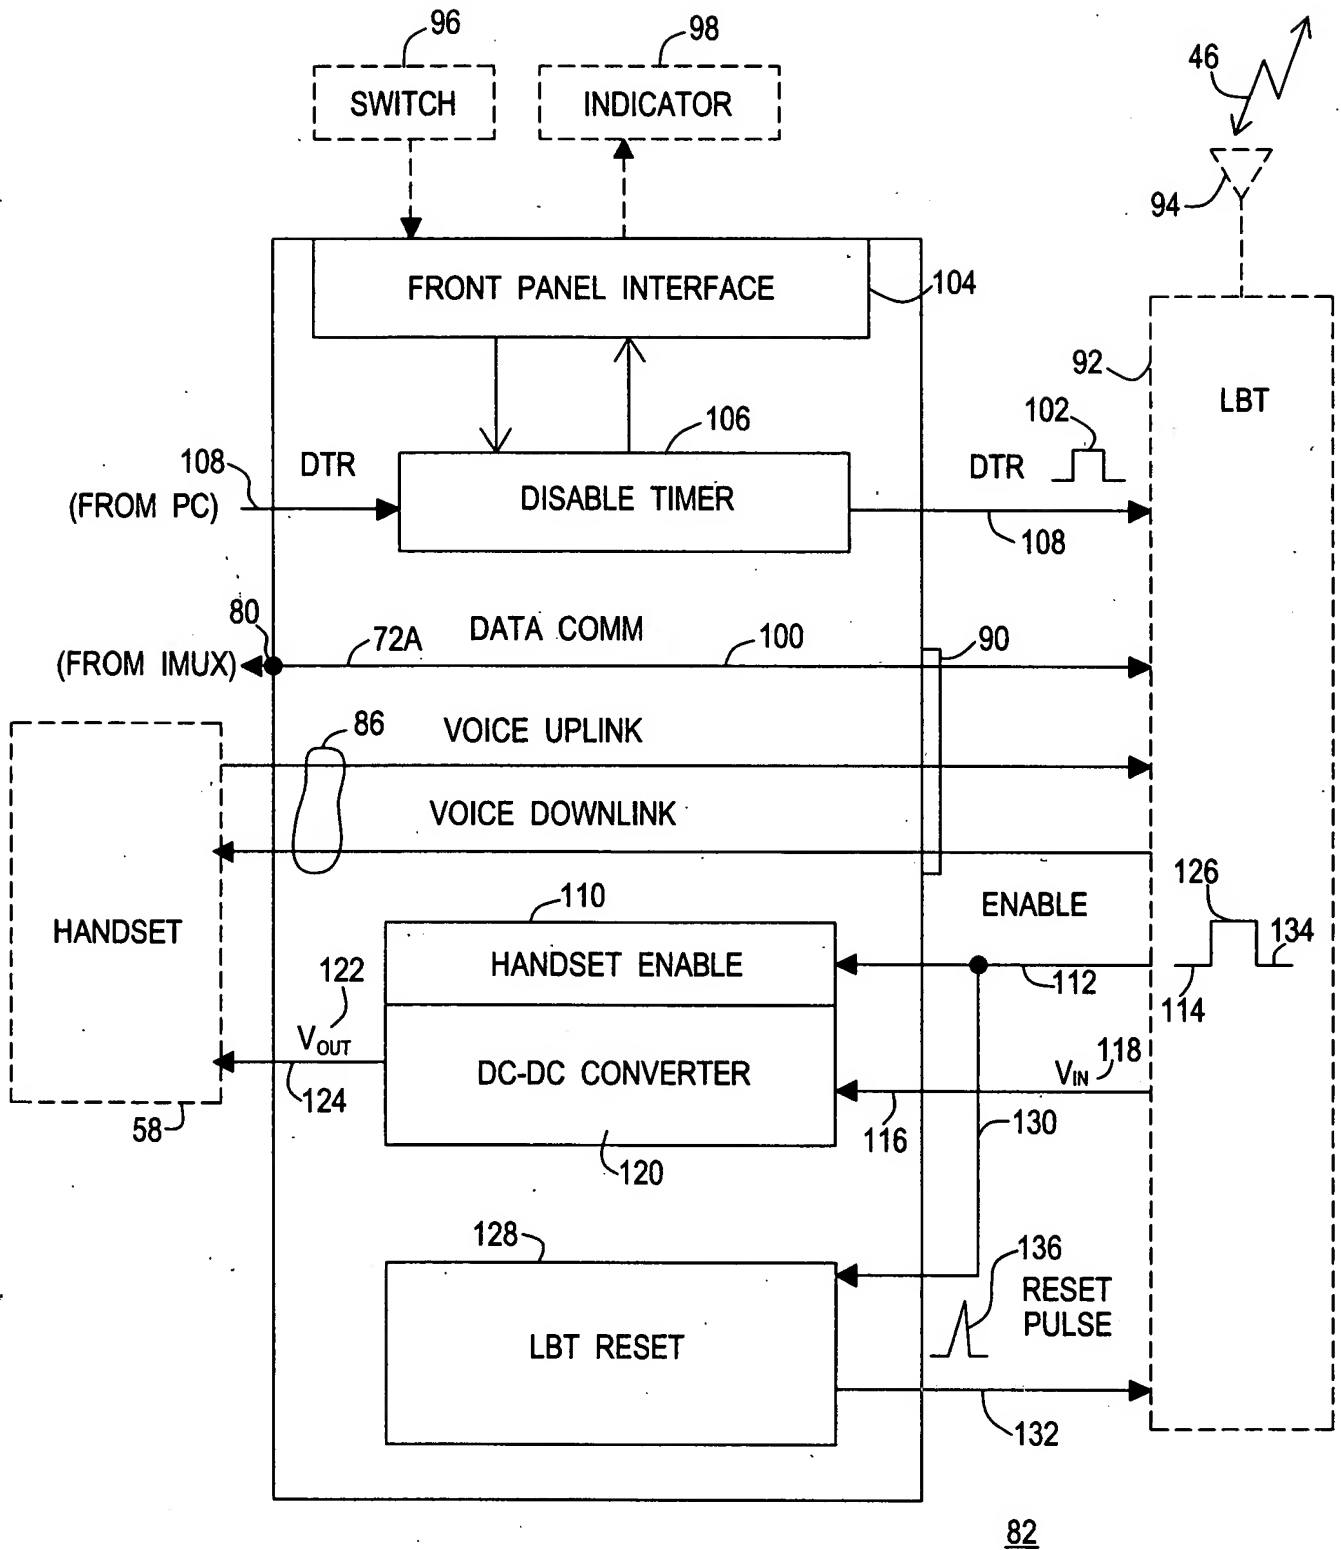 96
98
46
SWITCH
INDICATOR
94
FRONT PANEL INTERFACE
104
92
LBT
106
102
108
DTR
DTR
(FROM PC)
DISABLE TIMER
108
80
DATA COMM
90
(FROM IMUX)
72A
100
86
VOICE UPLINK
VOICE DOWNLINK
110
ENABLE
126
HANDSET
HANDSET ENABLE
134
122
112
114
VOUT
DC-DC CONVERTER
VIN
118
124
58
116
130
120
128
136
RESET
PULSE
LBT RESET
132
82